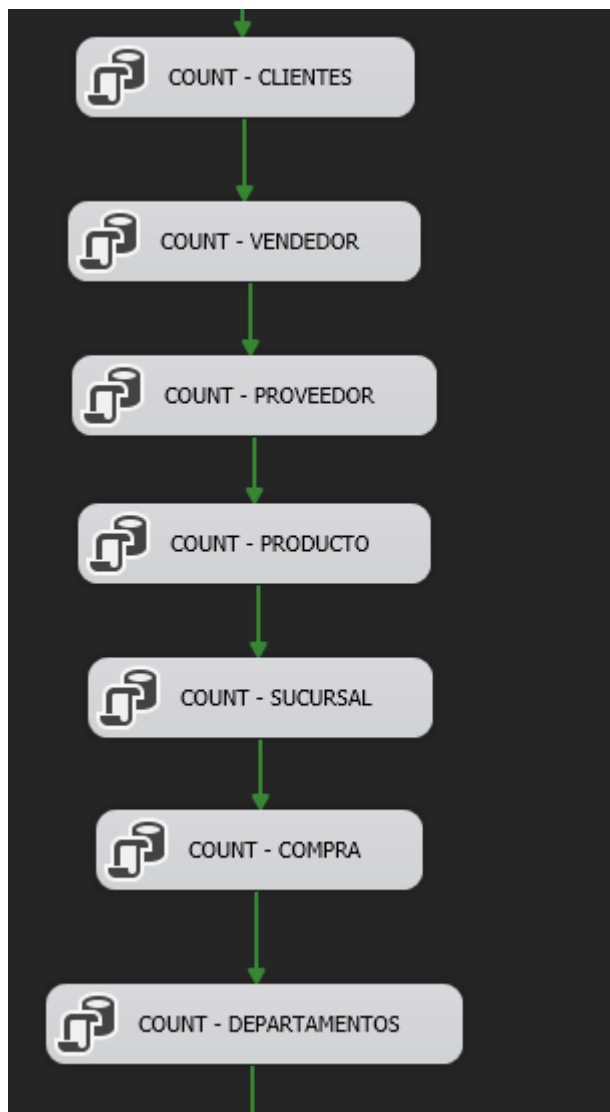 COUNT - CLIENTES
COUNT - VENDEDOR
COUNT - PROVEEDOR
COUNT - PRODUCTO
COUNT - SUCURSAL
COUNT - COMPRA
COUNT - DEPARTAMENTOS